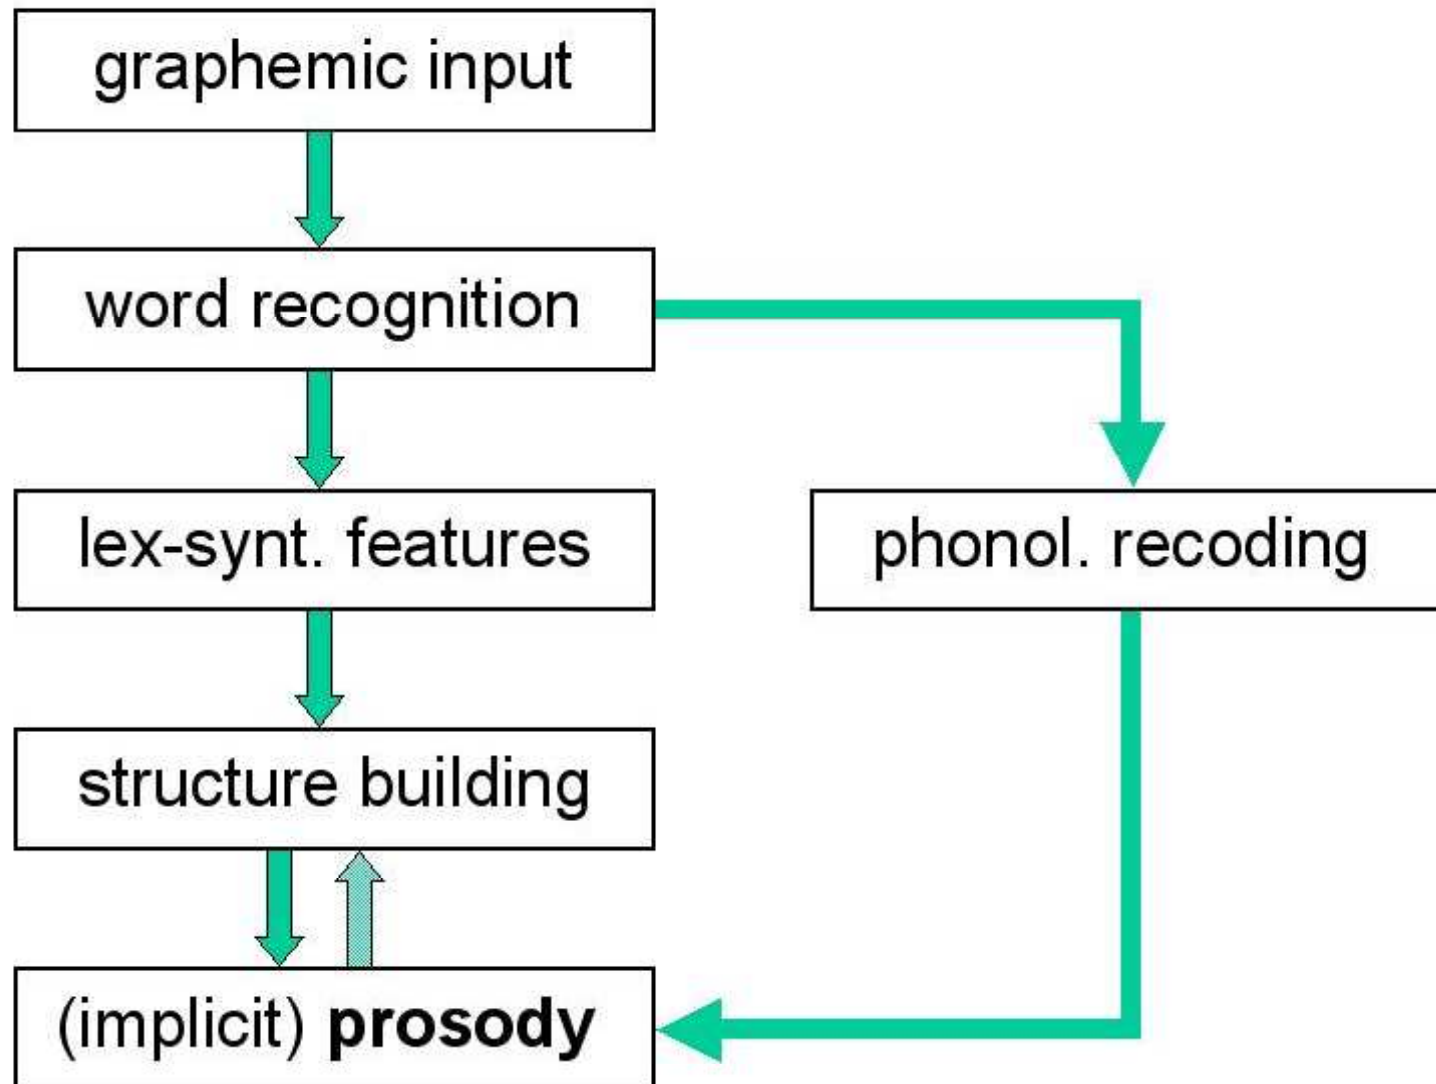 graphemic input
word recognition
lex-synt. features
phonol. recoding
structure building
(implicit) prosody